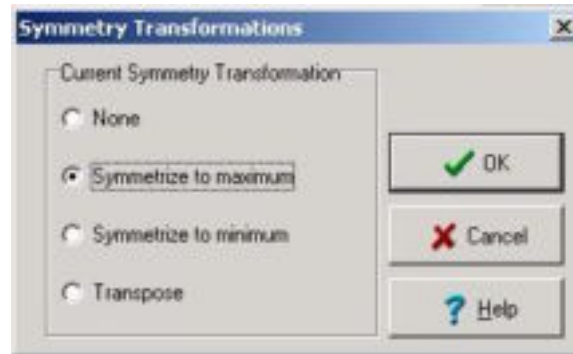 Symmetry Transformations
Current Symmetry Transformation
None
Symmetrize to maximum
Symmetrize to minimum
Transpose
OK
Cancel
Help